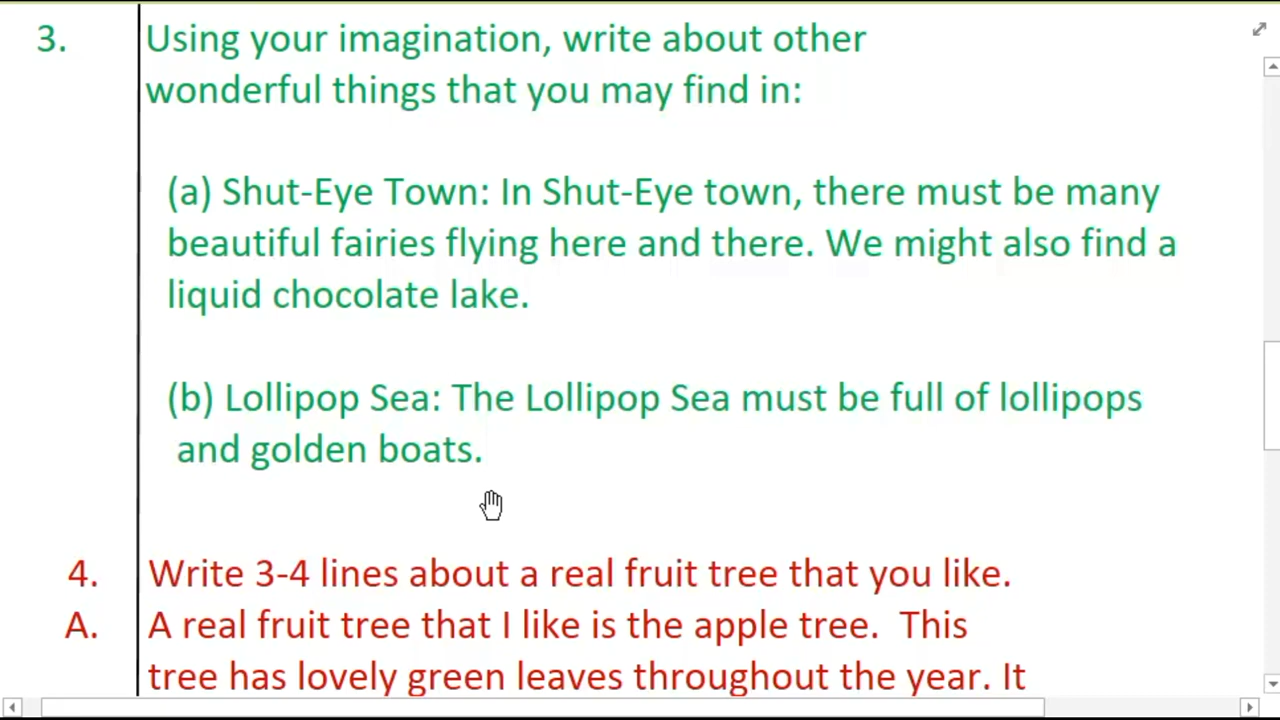 3. Using your imagination, write about other
wonderful things that you may find in:
(a) Shut-Eye Town: In Shut-Eye town, there must be many
beautiful fairies flying here and there. We might also find a
liquid chocolate lake.
(b) Lollipop Sea: The Lollipop Sea must be full of lollipops
and golden boats.
4. Write 3-4 lines about a real fruit tree that you like.
A. A real fruit tree that I like is the apple tree. This
tree has lovely green leaves throughout the year. It